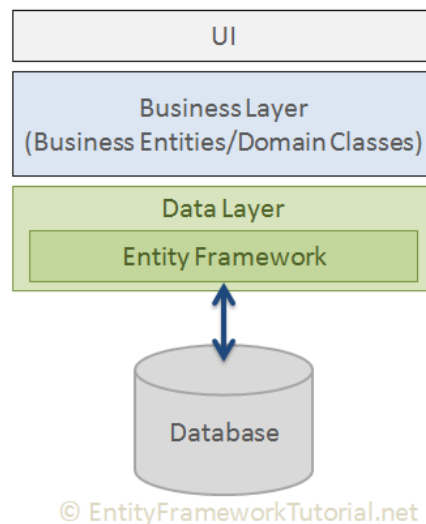 UI
Business Layer
(Business Entities/Domain Classes)
Data Layer
Entity Framework
Database
© EntityFrameworkTutorial.net